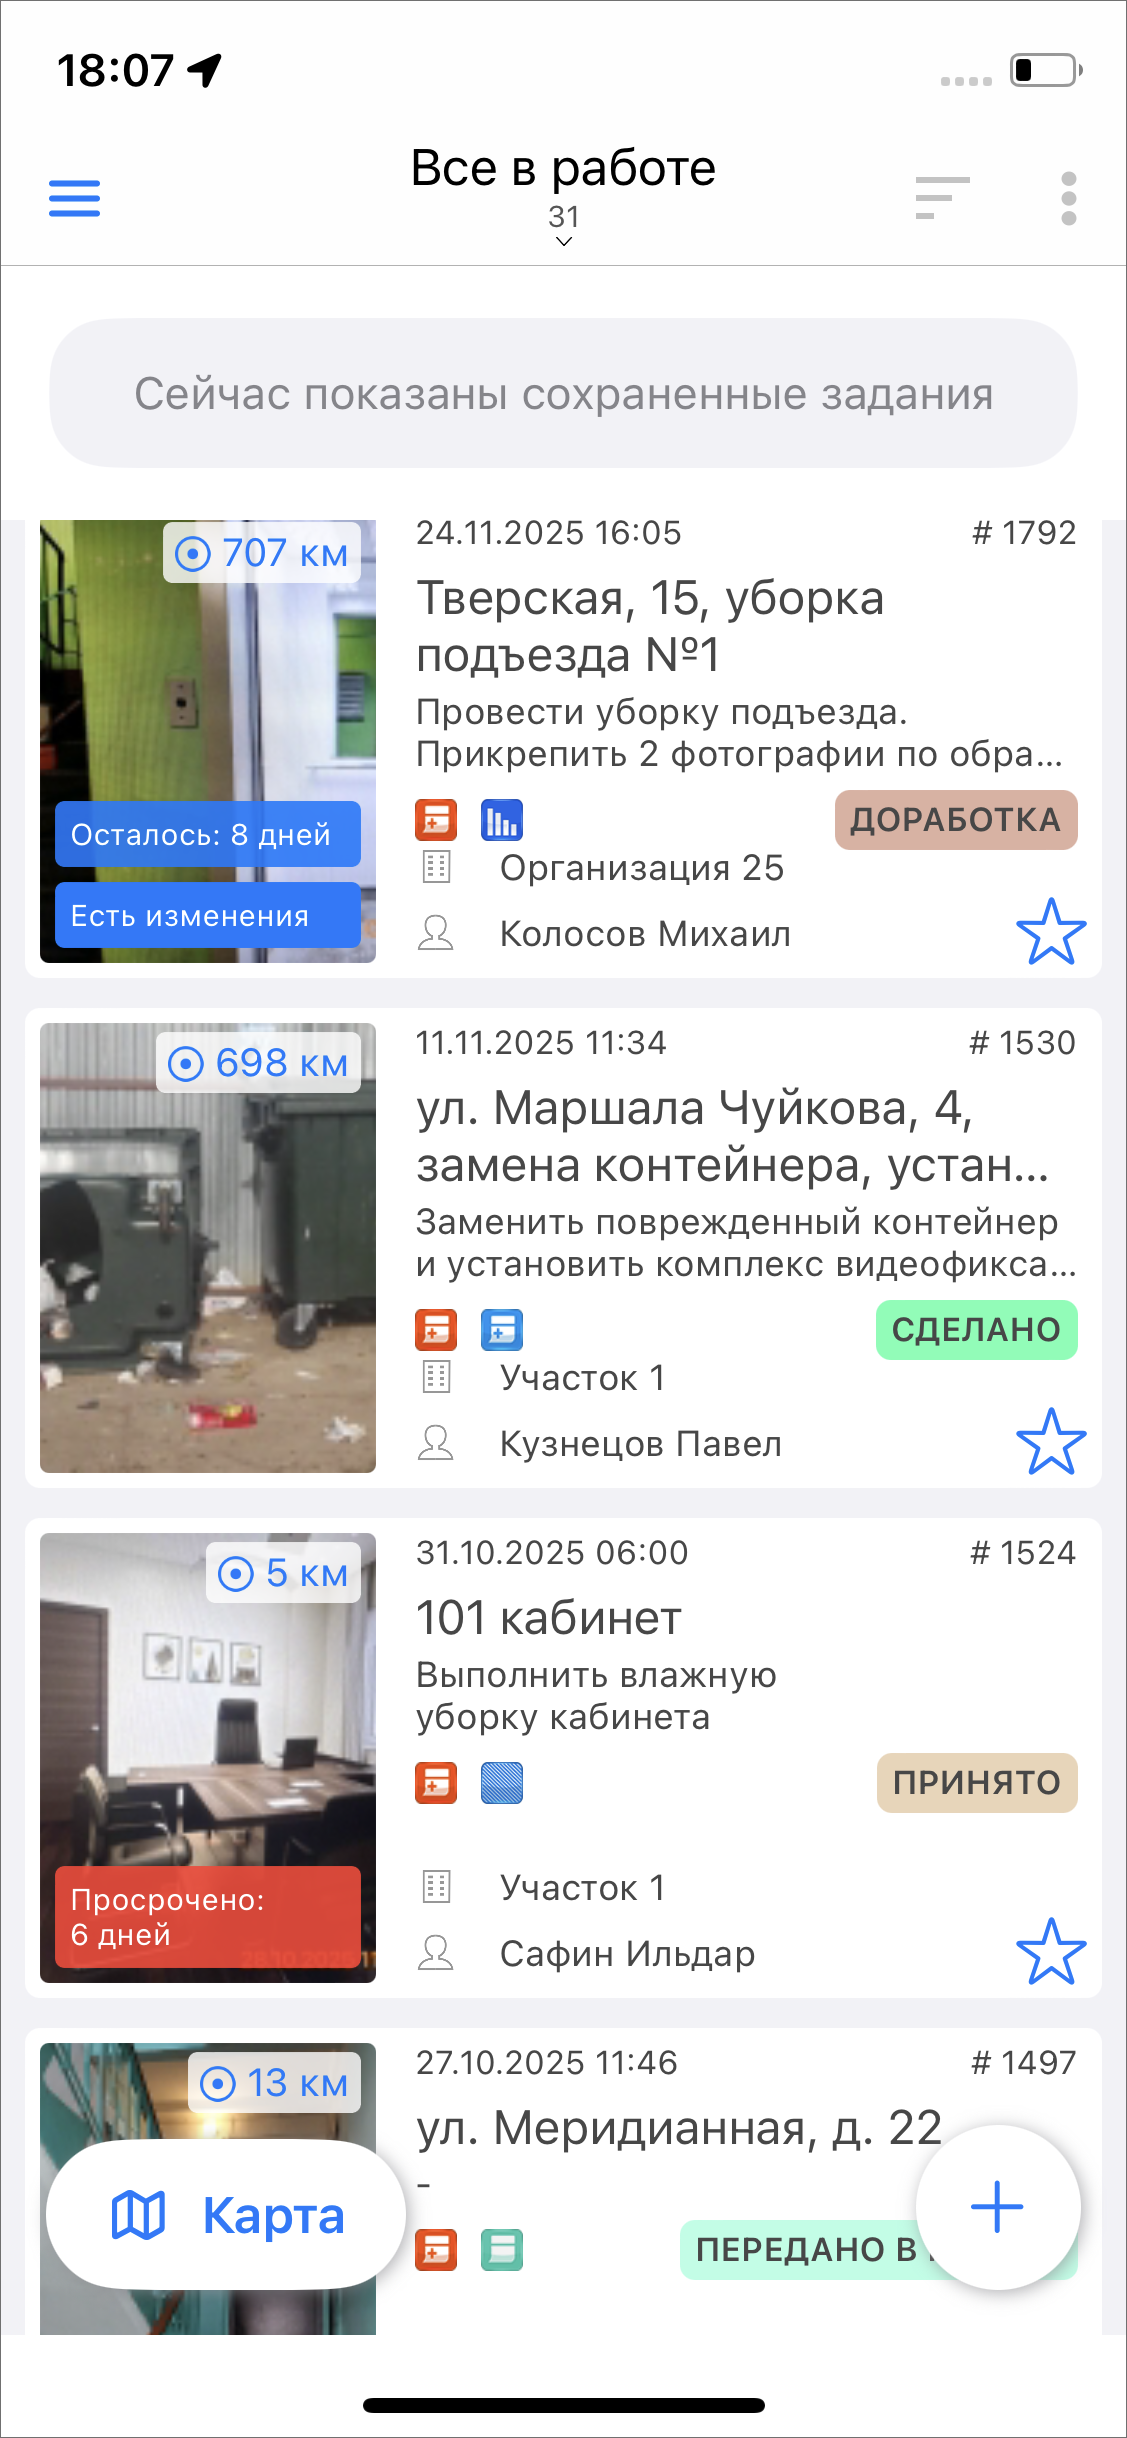 18:07
Все в работе
31
Сейчас показаны сохраненные задания
707 км
24.11.2025 16:05
# 1792
Тверская, 15, уборка
подъезда №1
Провести уборку подъезда.
Прикрепить 2 фотографии по обра...
Осталось: 8 дней
ДОРАБОТКА
Организация 25
Есть изменения
Колосов Михаил
698 км
11.11.2025 11:34
# 1530
ул. Маршала Чуйкова, 4,
замена контейнера, устан...
Заменить поврежденный контейнер
и установить комплекс видеофикса...
СДЕЛАНО
Участок 1
Кузнецов Павел
5 км
31.10.2025 06:00
# 1524
101 кабинет
Выполнить влажную
уборку кабинета
ПРИНЯТО
Просрочено:
6 дней
Участок 1
Сафин Ильдар
13 км
27.10.2025 11:46
# 1497
ул. Меридианная, д. 22
-
Карта
ПЕРЕДАНО В